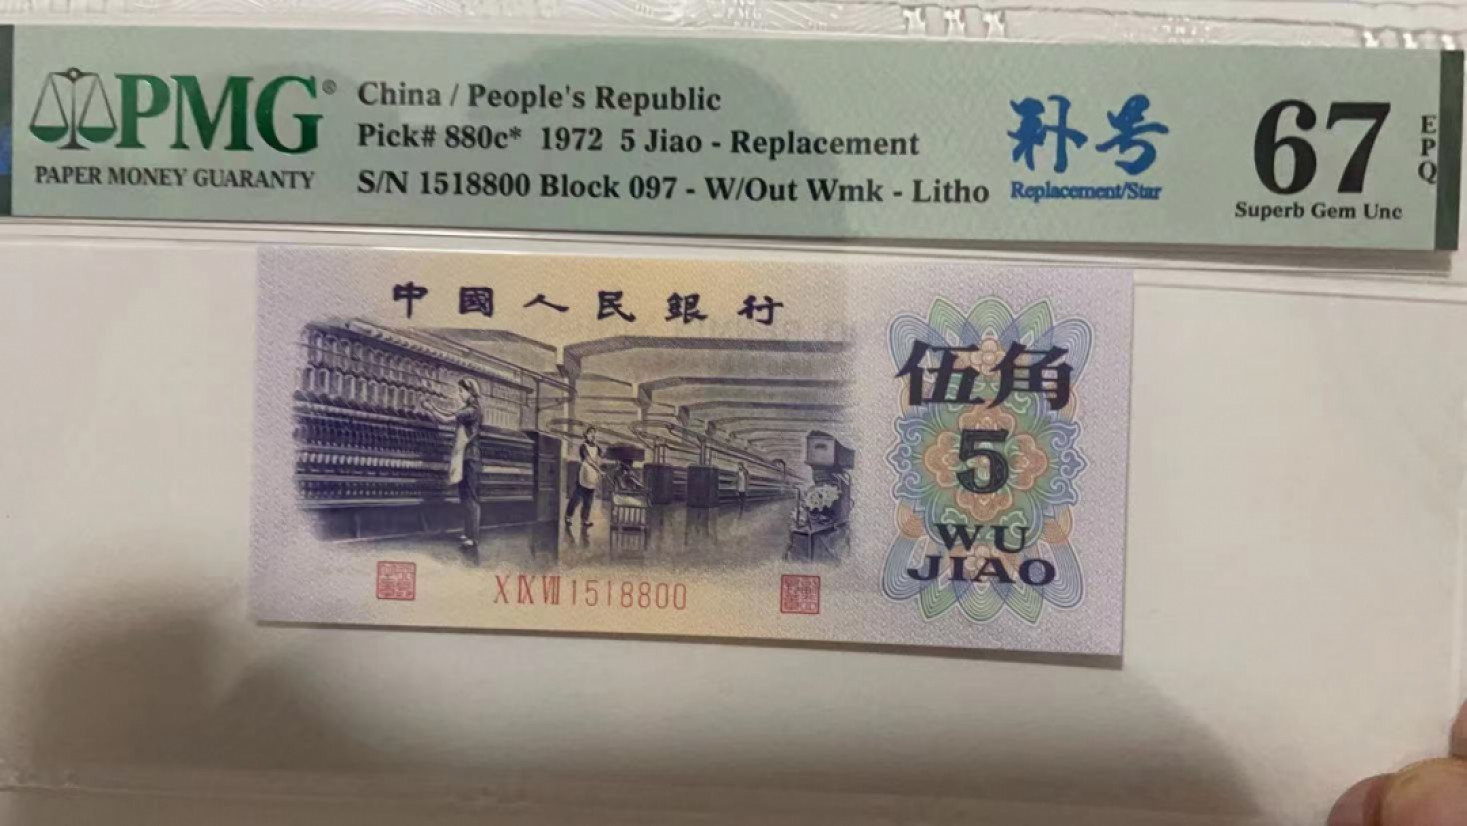 PMG®
PAPER MONEY GUARANTY
China / People's Republic
Pick# 880c* 1972 5 Jiao - Replacement
S/N 1518800 Block 097 - W/Out Wmk - Litho
补号
Replacement/Star
67
EPQ
Superb Gem Unc
中國人民銀行
伍角
5
WU
JIAO
X IX VII 1518800